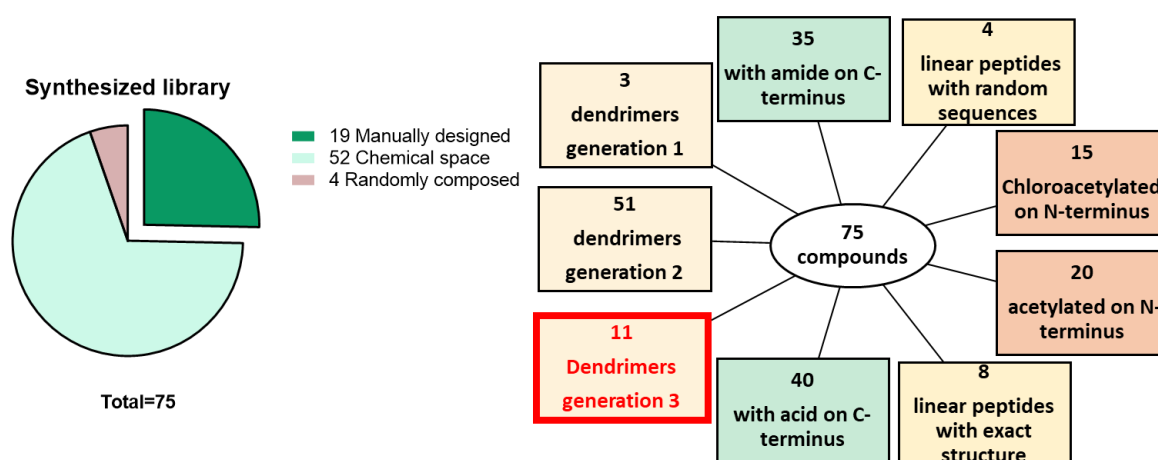 Synthesized library
19 Manually designed
52 Chemical space
4 Randomly composed
Total=75
3
dendrimers
generation 1
35
with amide on C-
terminus
4
linear peptides
with random
sequences
51
dendrimers
generation 2
75
compounds
15
Chloroacetylated
on N-terminus
20
acetylated on N-
terminus
11
Dendrimers
generation 3
40
with acid on C-
terminus
8
linear peptides
with exact
structure